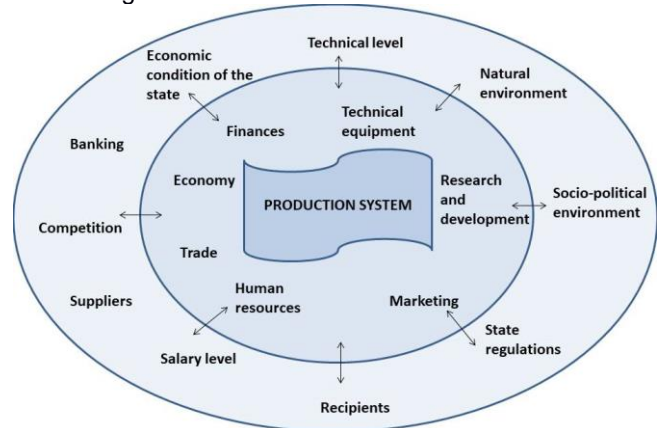 Technical level
Economic
condition of the
state
Natural
environment
Finances
Technical
equipment
Banking
Economy
PRODUCTION SYSTEM
Research
and
development
Socio-political
environment
Competition
Trade
Suppliers
Human
resources
Marketing
Salary level
State
regulations
Recipients